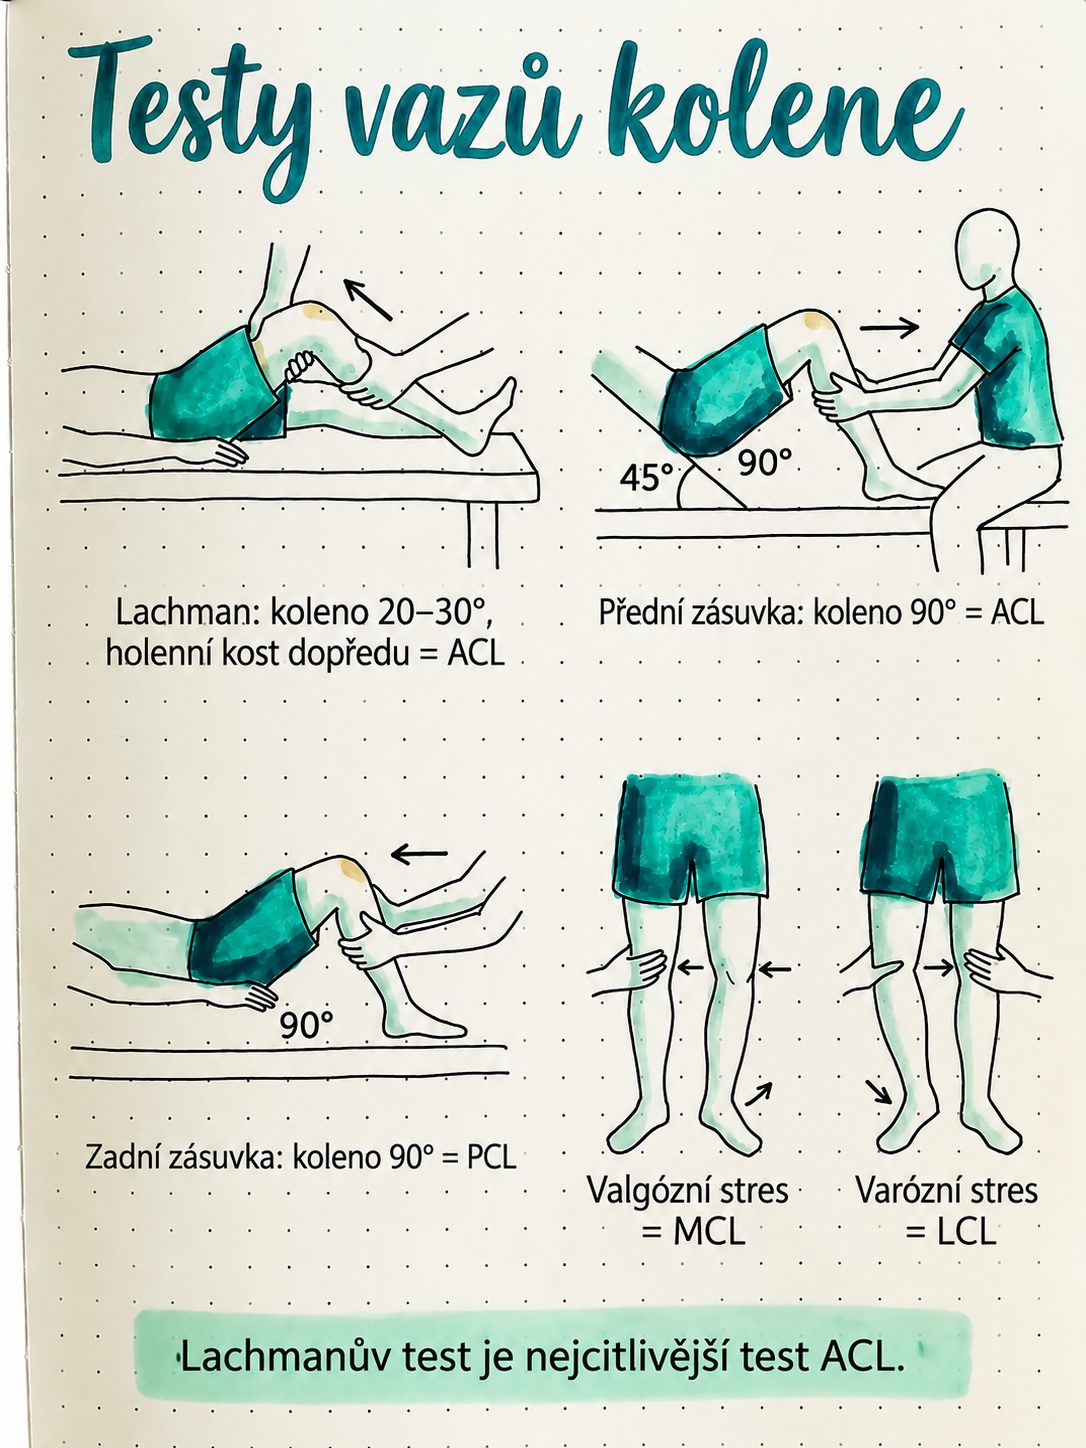 Testy vazů kolene
45°
90°
Lachman: koleno 20–30°,
holenní kost dopředu = ACL
Přední zásuvka: koleno 90° = ACL
90°
Zadní zásuvka: koleno 90° = PCL
Valgózní stres
= MCL
Varózní stres
= LCL
Lachmanův test je nejcitlivější test ACL.